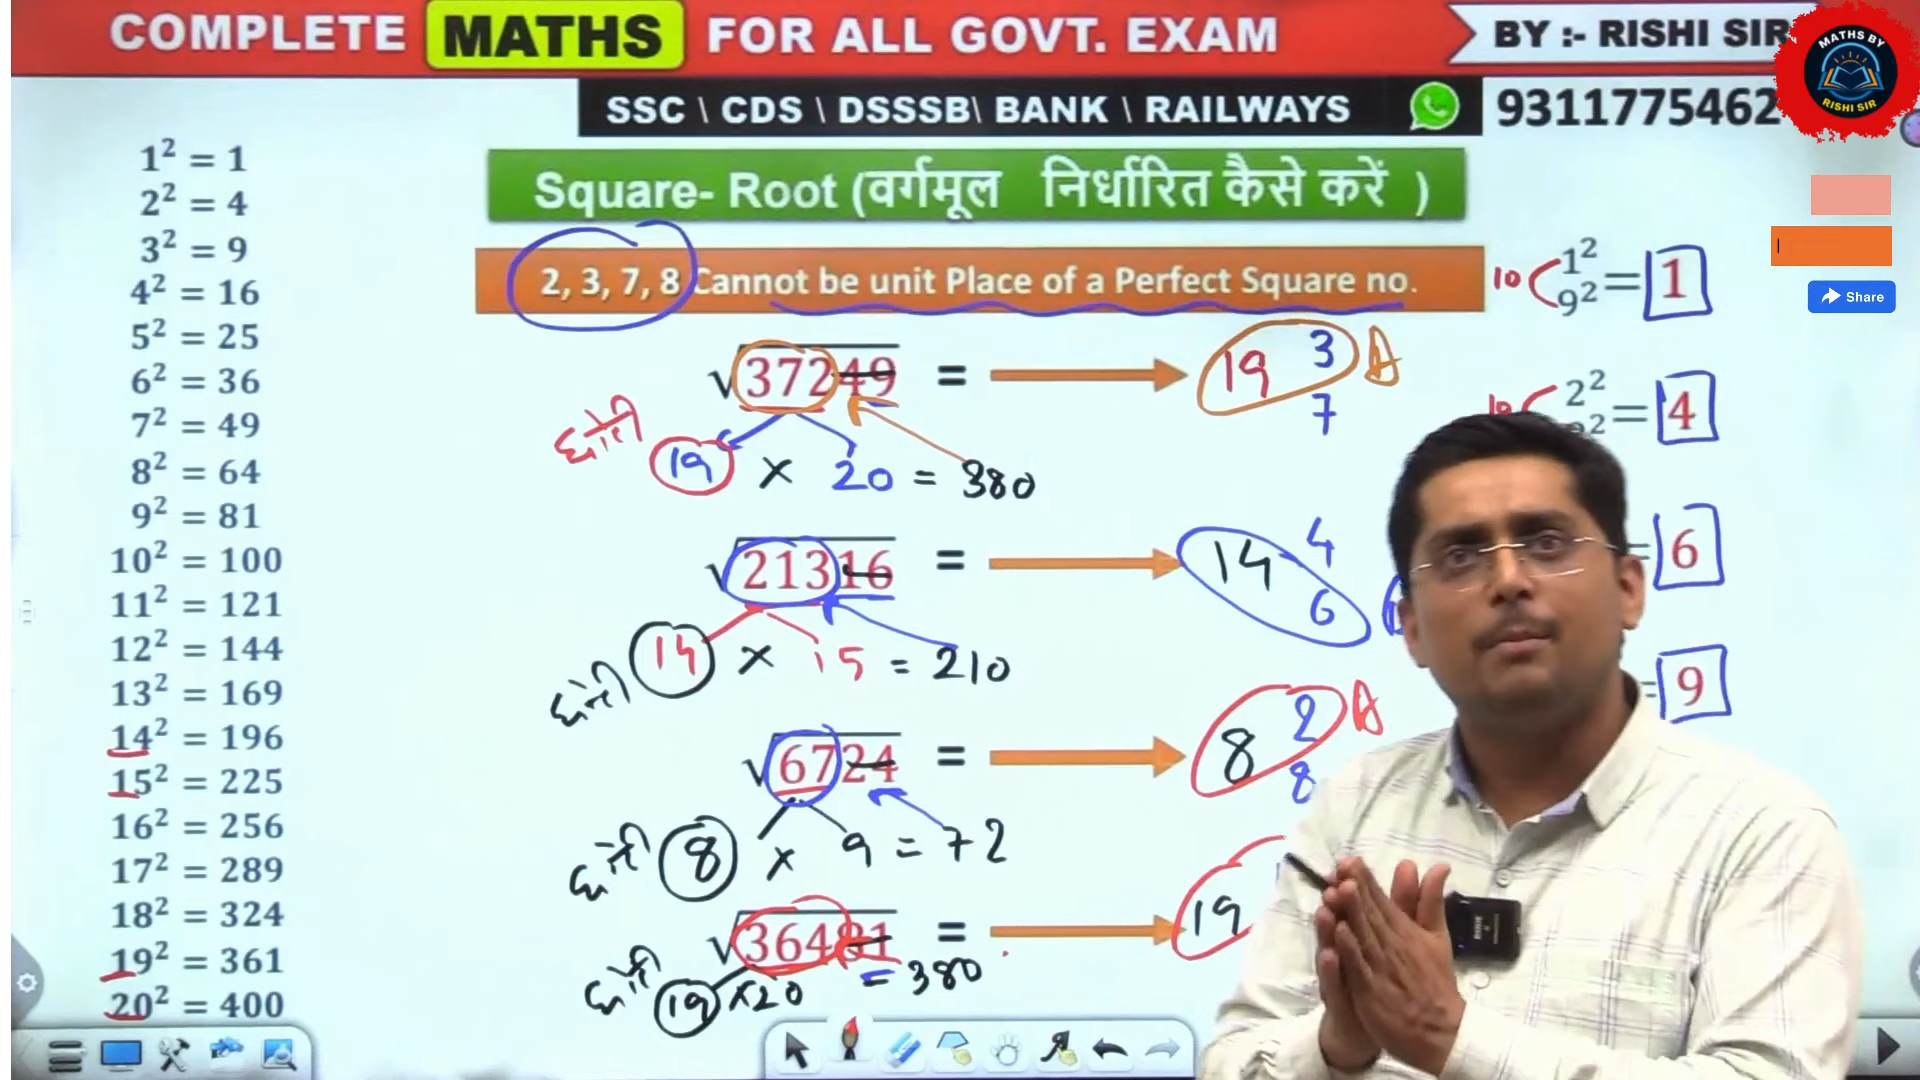 COMPLETE MATHS FOR ALL GOVT. EXAM
BY :- RISHI SIR
MATHS BY
RISHI SIR
SSC \ CDS \ DSSSB\ BANK \ RAILWAYS
9311775462
Share
Square- Root (वर्गमूल निर्धारित कैसे करें )
2, 3, 7, 8 Cannot be unit Place of a Perfect Square no.
1² = 1
2² = 4
3² = 9
4² = 16
5² = 25
6² = 36
7² = 49
8² = 64
9² = 81
10² = 100
11² = 121
12² = 144
13² = 169
14² = 196
15² = 225
16² = 256
17² = 289
18² = 324
19² = 361
20² = 400
√37249 = 19 3
7
19 × 20 = 380
√21316 = 14 4
6
14 × 15 = 210
√6724 = 8 2
8
8 × 9 = 72
√36481 = 19
19 × 20 = 380
10 1²
9² = 1
2²
² = 4
= 6
= 9